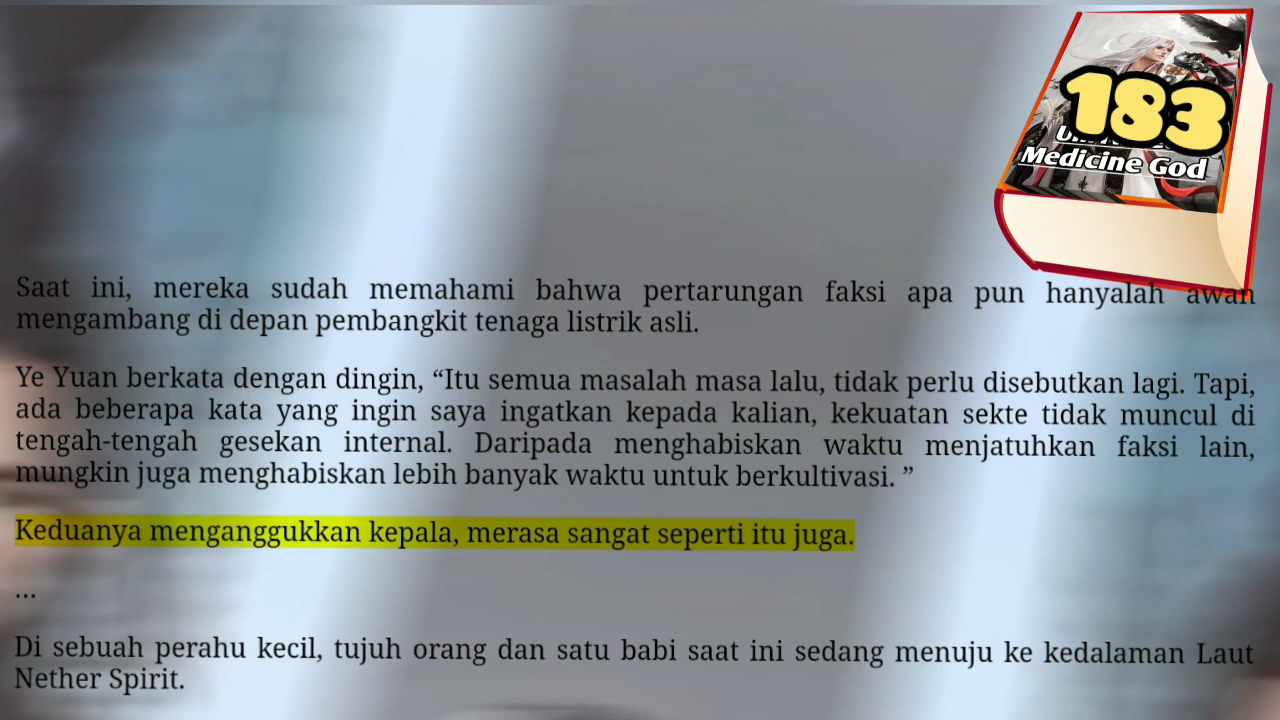 183
Medicine God
Saat ini, mereka sudah memahami bahwa pertarungan faksi apa pun hanyalah awan
mengambang di depan pembangkit tenaga listrik asli.
Ye Yuan berkata dengan dingin, “Itu semua masalah masa lalu, tidak perlu disebutkan lagi. Tapi,
ada beberapa kata yang ingin saya ingatkan kepada kalian, kekuatan sekte tidak muncul di
tengah-tengah gesekan internal. Daripada menghabiskan waktu menjatuhkan faksi lain,
mungkin juga menghabiskan lebih banyak waktu untuk berkultivasi. ”
Keduanya menganggukkan kepala, merasa sangat seperti itu juga.
...
Di sebuah perahu kecil, tujuh orang dan satu babi saat ini sedang menuju ke kedalaman Laut
Nether Spirit.